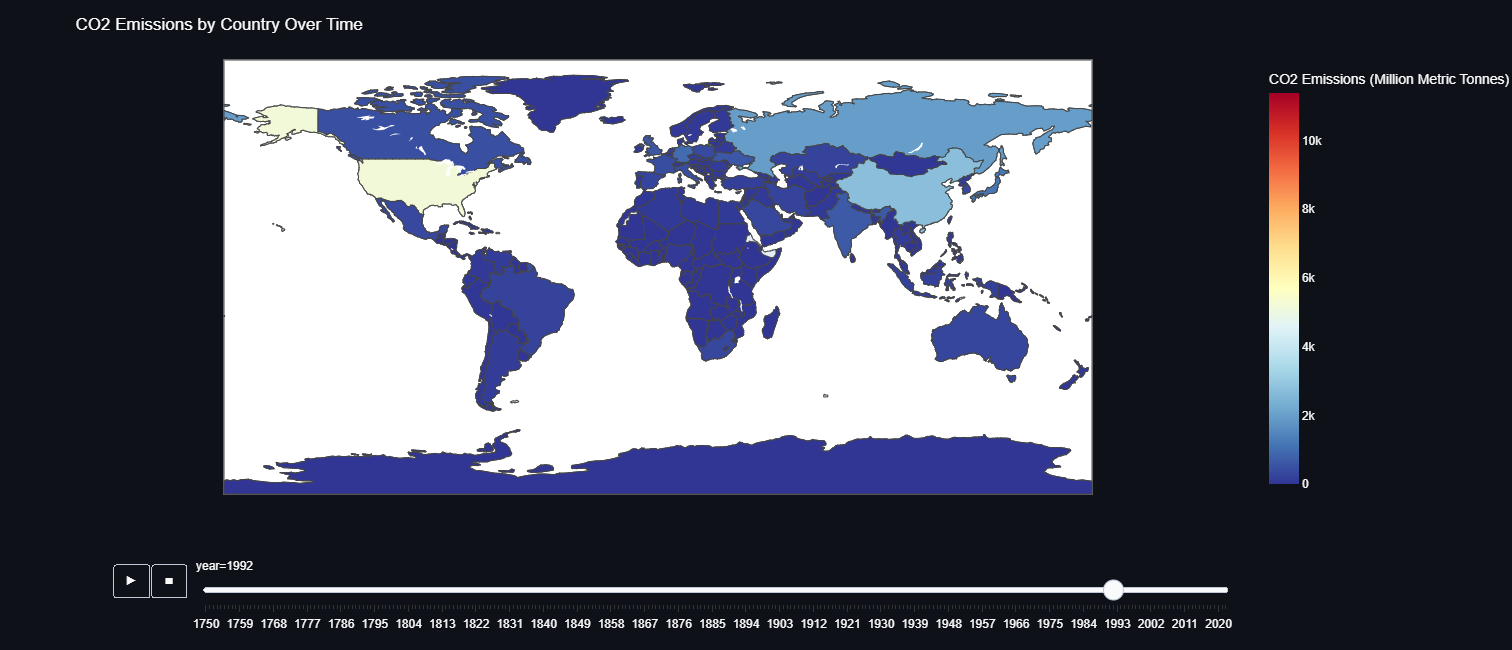 CO2 Emissions by Country Over Time
CO2 Emissions (Million Metric Tonnes)
10k
8k
6k
4k
2k
0
year=1992
1750 1759 1768 1777 1786 1795 1804 1813 1822 1831 1840 1849 1858 1867 1876 1885 1894 1903 1912 1921 1930 1939 1948 1957 1966 1975 1984 1993 2002 2011 2020